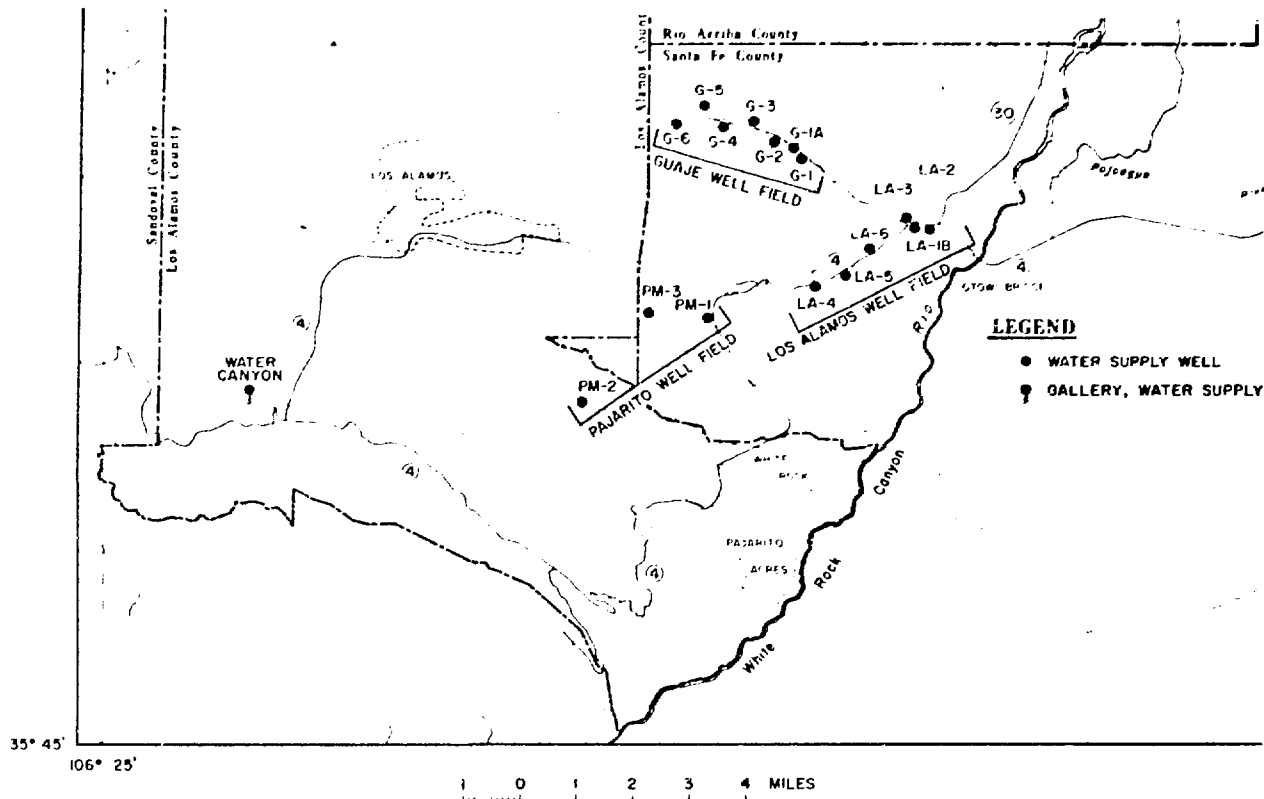 Rio Arriba County
Santa Fe County
Los Alamos Count
Sandoval County
Los Alamos County
G-5
G-3
G-6
G-4
G-1A
G-2
G-1
GUAJE WELL FIELD
30
LOS ALAMOS
LA-2
LA-3
Pojoaque
LA-6
LA-1B
4
LA-5
LA-4
LOS ALAMOS WELL FIELD
4
PM-3
PM-1
RIO
4
WATER
CANYON
PM-2
PAJARITO WELL FIELD
LEGEND
WATER SUPPLY WELL
GALLERY, WATER SUPPLY
4
WHITE
ROCK
Canyon
PAJARITO
ACRES
4
Rock
White
35° 45'
106° 25'
1 0 1 2 3 4 MILES